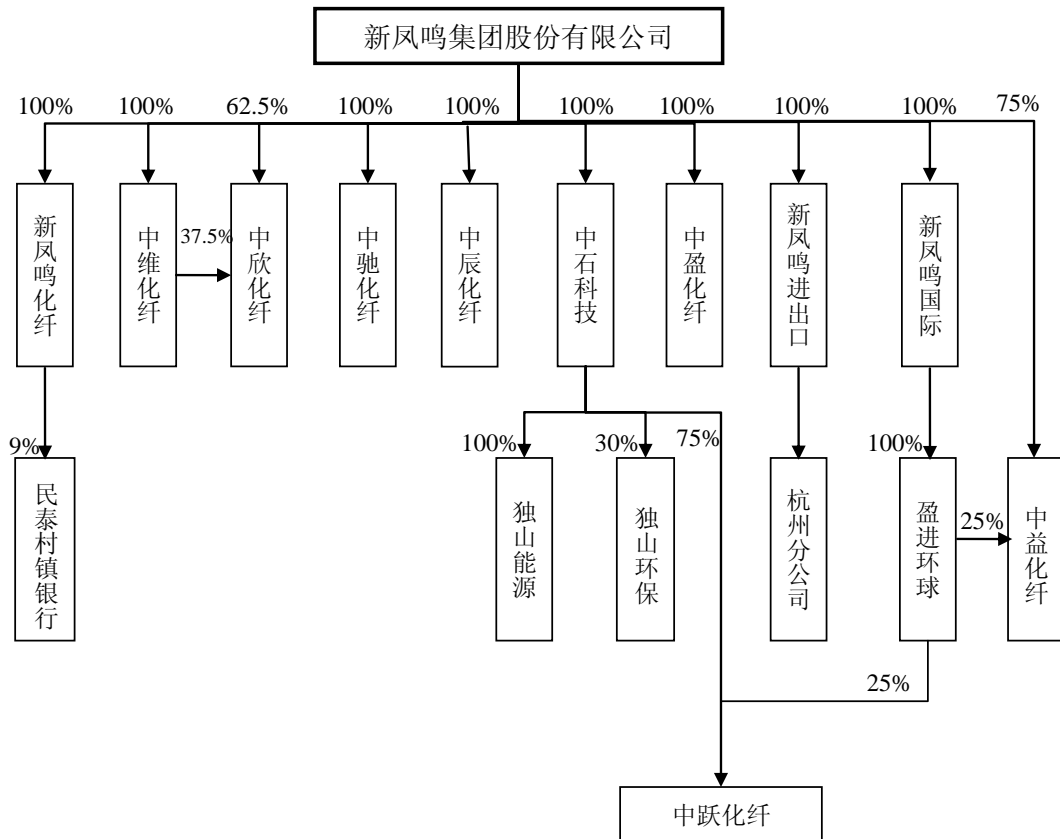 新凤鸣集团股份有限公司
100%
100%
62.5%
100%
100%
100%
100%
100%
100%
75%
新凤鸣化纤
中维化纤
37.5%
中欣化纤
中驰化纤
中辰化纤
中石科技
中盈化纤
新凤鸣进出口
新凤鸣国际
9%
100%
30%
75%
100%
民泰村镇银行
独山能源
独山环保
杭州分公司
盈进环球
25%
中益化纤
25%
中跃化纤